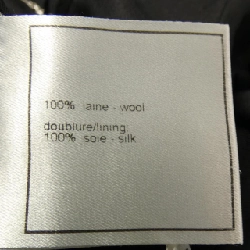 100% laine - wool
doublure/lining:
100% soie - silk